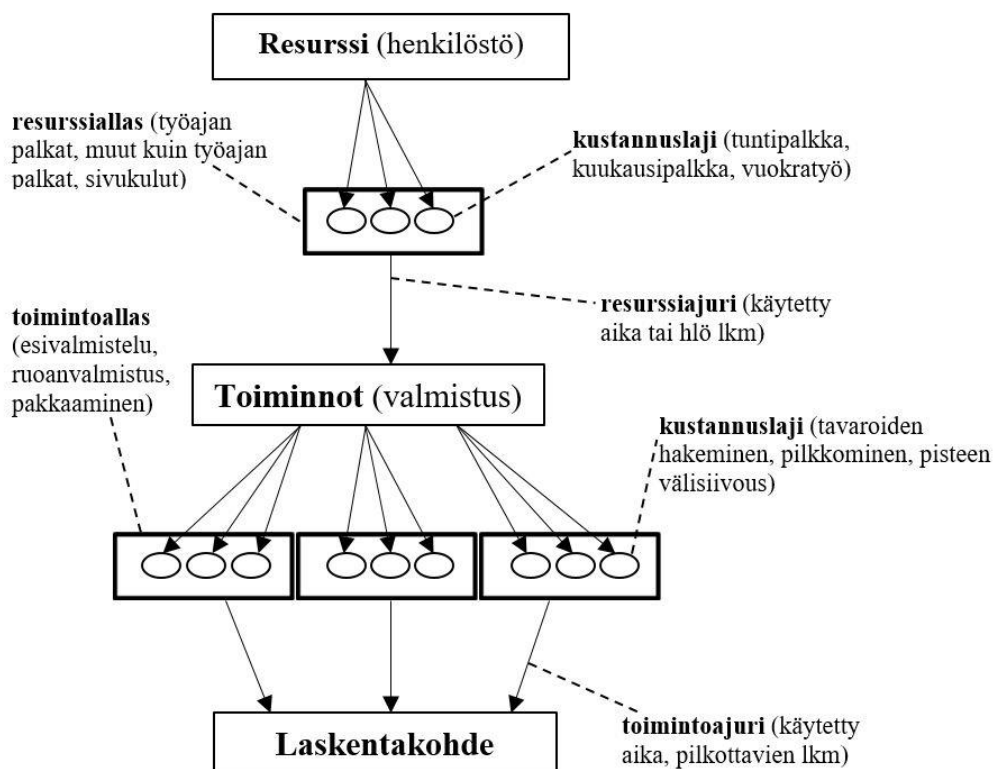 Resurssi (henkilöstö)
resurssiallas (työajan
palkat, muut kuin työajan
palkat, sivukulut)
kustannuslaji (tuntipalkka,
kuukausipalkka, vuokratyö)
resurssiajuri (käytetty
aika tai hlö lkm)
toimintoallas
(esivalmistelu,
ruoanvalmistus,
pakkaaminen)
Toiminnot (valmistus)
kustannuslaji (tavaroiden
hakeminen, pilkkominen, pisteen
välisiivous)
Laskentakohde
toimintoajuri (käytetty
aika, pilkottavien lkm)